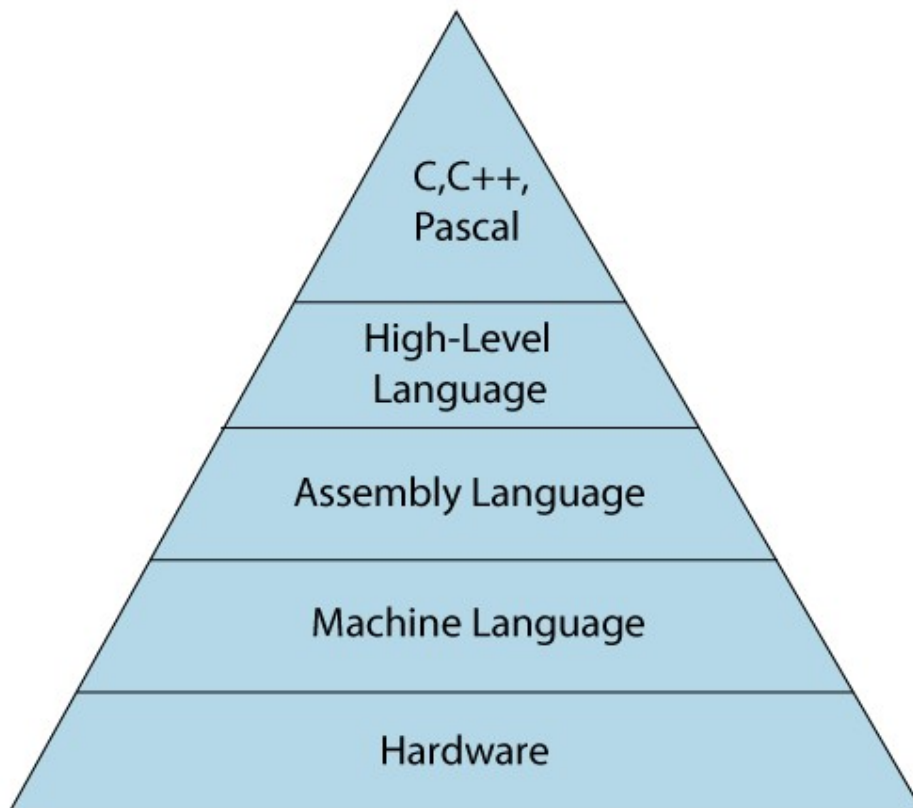 C,C++,
Pascal
High-Level
Language
Assembly Language
Machine Language
Hardware